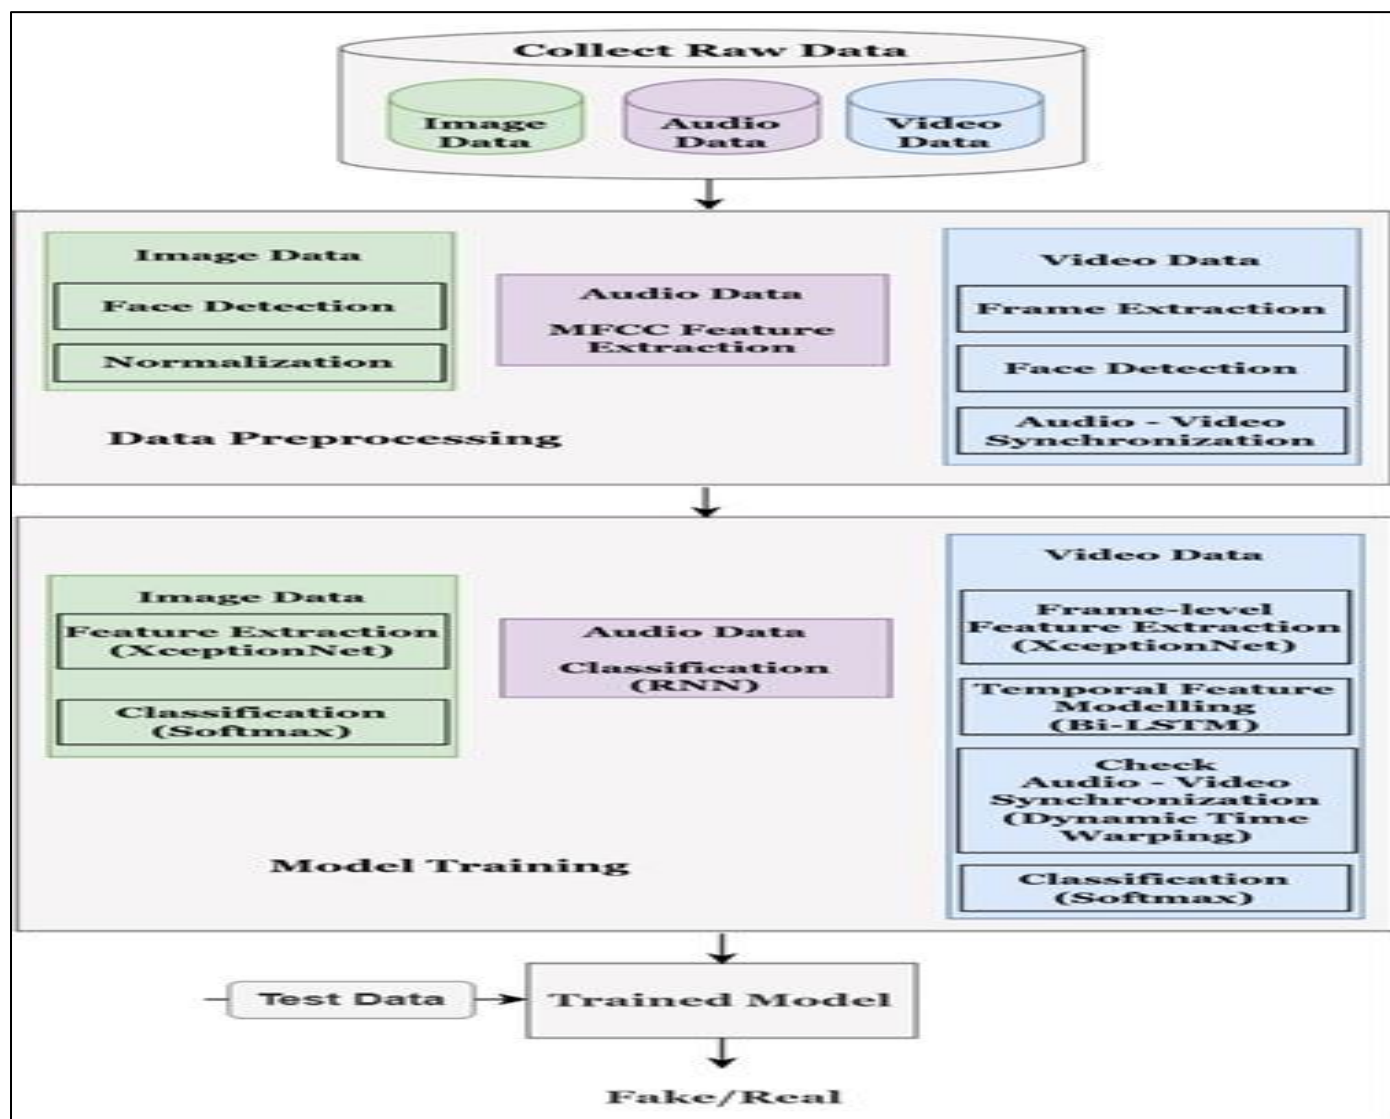 Collect Raw Data
Image
Data
Audio
Data
Video
Data
Image Data
Face Detection
Normalization
Audio Data
MFCC Feature
Extraction
Video Data
Frame Extraction
Face Detection
Audio - Video
Synchronization
Data Preprocessing
Image Data
Feature Extraction
(XceptionNet)
Classification
(Softmax)
Audio Data
Classification
(RNN)
Video Data
Frame-level
Feature Extraction
(XceptionNet)
Temporal Feature
Modelling
(Bi-LSTM)
Check
Audio - Video
Synchronization
(Dynamic Time
Warping)
Classification
(Softmax)
Model Training
Test Data
Trained Model
Fake/Real